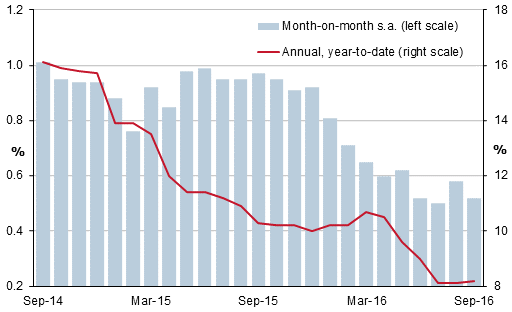 1.2
18
Month-on-month s.a. (left scale)
Annual, year-to-date (right scale)
1.0
16
0.8
14
%
%
0.6
12
0.4
10
0.2
8
Sep-14
Mar-15
Sep-15
Mar-16
Sep-16